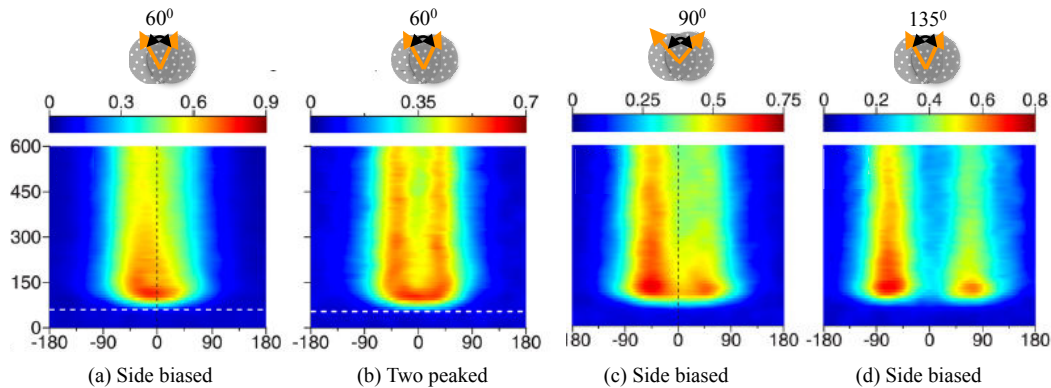 60⁰ 60⁰ 90⁰ 135⁰
0 0.3 0.6 0.9 0 0.35 0.7 0 0.25 0.5 0.75 0 0.2 0.4 0.6 0.8
600
450
300
150
0
-180 -90 0 90 180 -180 -90 0 90 180 -180 -90 0 90 180 -180 -90 0 90 180
(a) Side biased (b) Two peaked (c) Side biased (d) Side biased